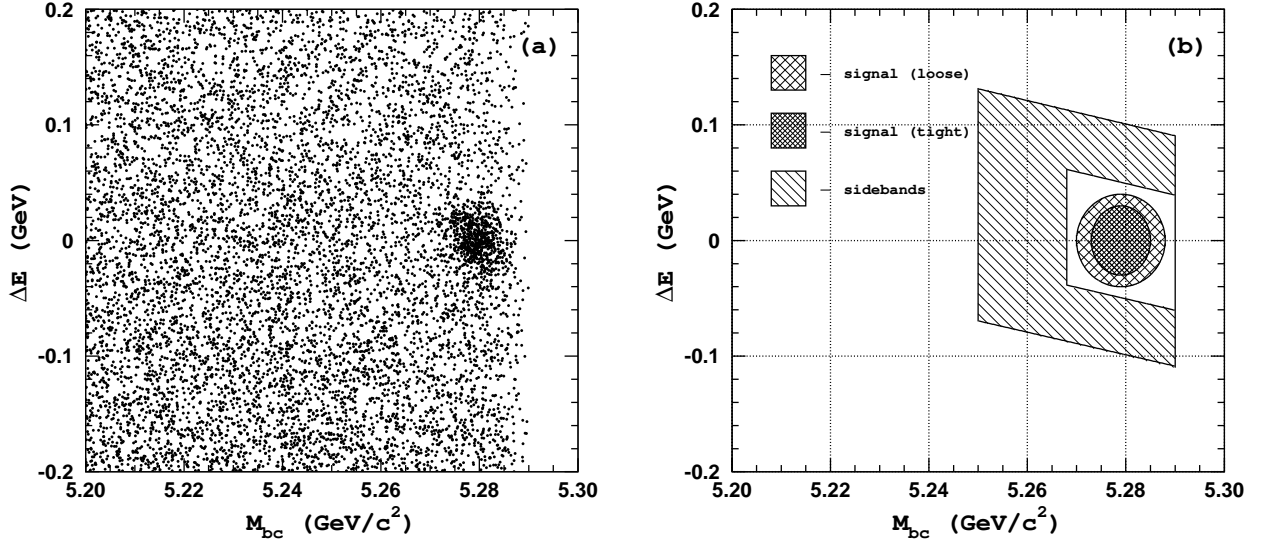 0.2
(a)
0.1
0
-0.1
-0.2
ΔE (GeV)
5.20 5.22 5.24 5.26 5.28 5.30
M_bc (GeV/c²)
0.2
(b)
– signal (loose)
0.1
– signal (tight)
– sidebands
0
-0.1
-0.2
ΔE (GeV)
5.20 5.22 5.24 5.26 5.28 5.30
M_bc (GeV/c²)